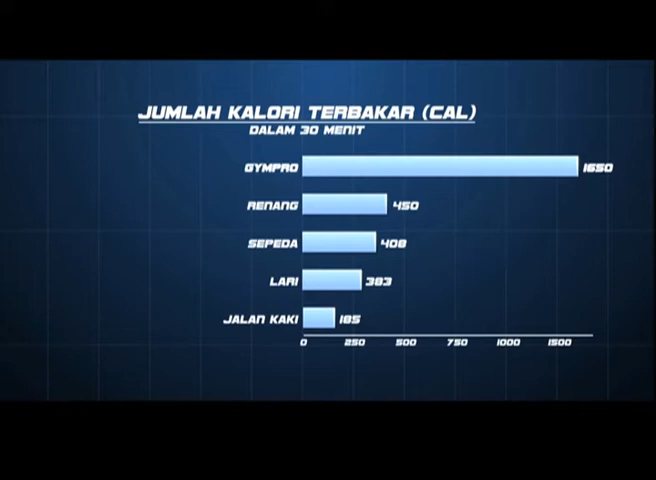 JUMLAH KALORI TERBAKAR (CAL)
DALAM 30 MENIT
GYMPRO 1650
RENANG 450
SEPEDA 408
LARI 383
JALAN KAKI 185
0 250 500 750 1000 1500